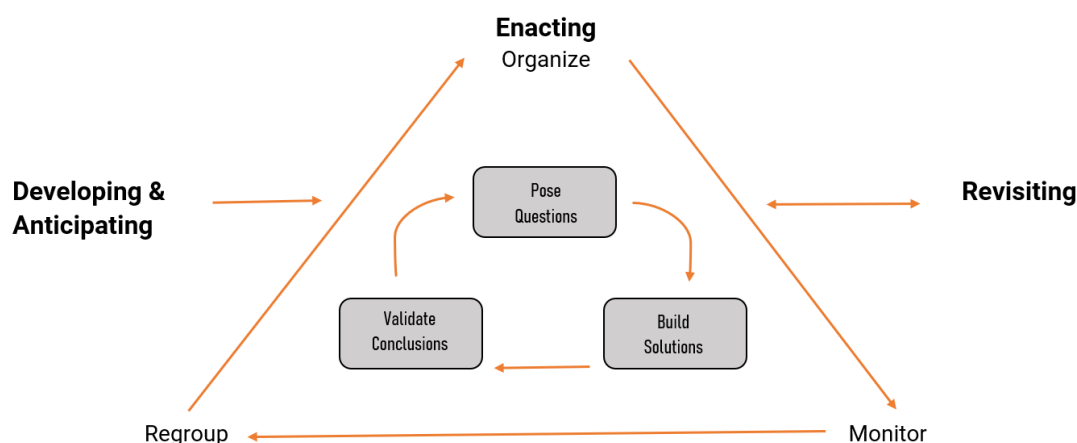 Enacting
Organize
Developing &
Anticipating
Revisiting
Pose
Questions
Validate
Conclusions
Build
Solutions
Regroup
Monitor